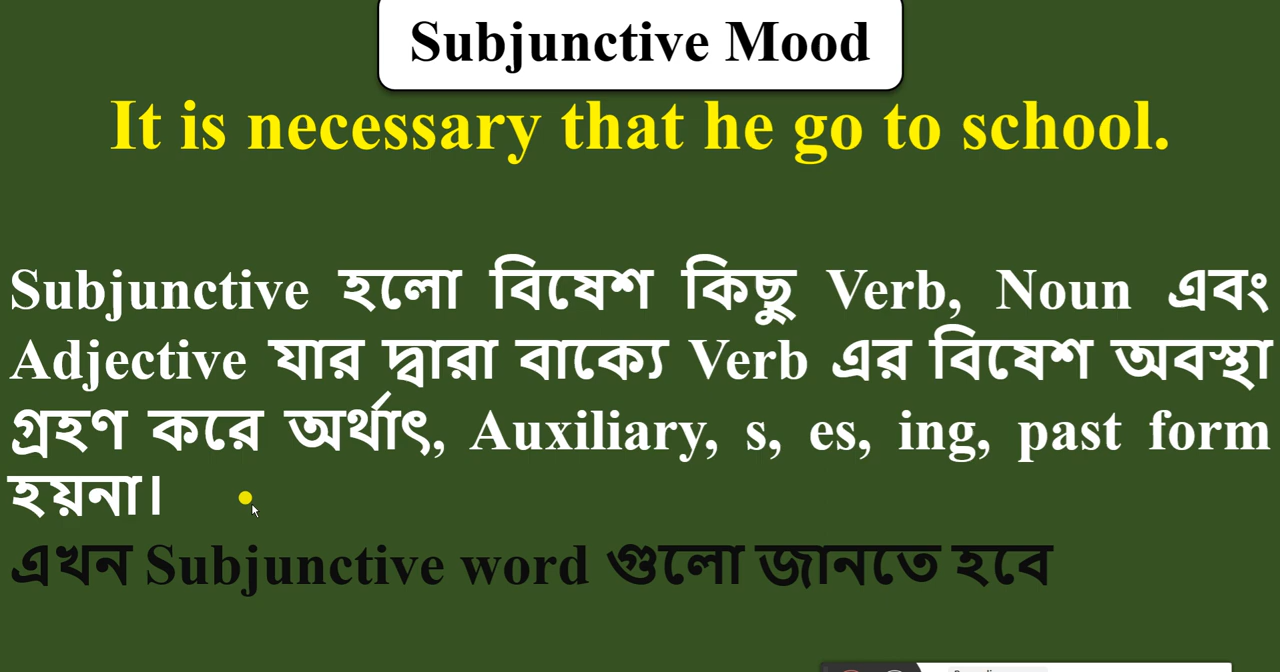 Subjunctive Mood
It is necessary that he go to school.
Subjunctive হলো বিষেশ কিছু Verb, Noun এবং
Adjective যার দ্বারা বাক্যে Verb এর বিষেশ অবস্থা
গ্রহণ করে অর্থাৎ, Auxiliary, s, es, ing, past form
হয়না।
এখন Subjunctive word গুলো জানতে হবে